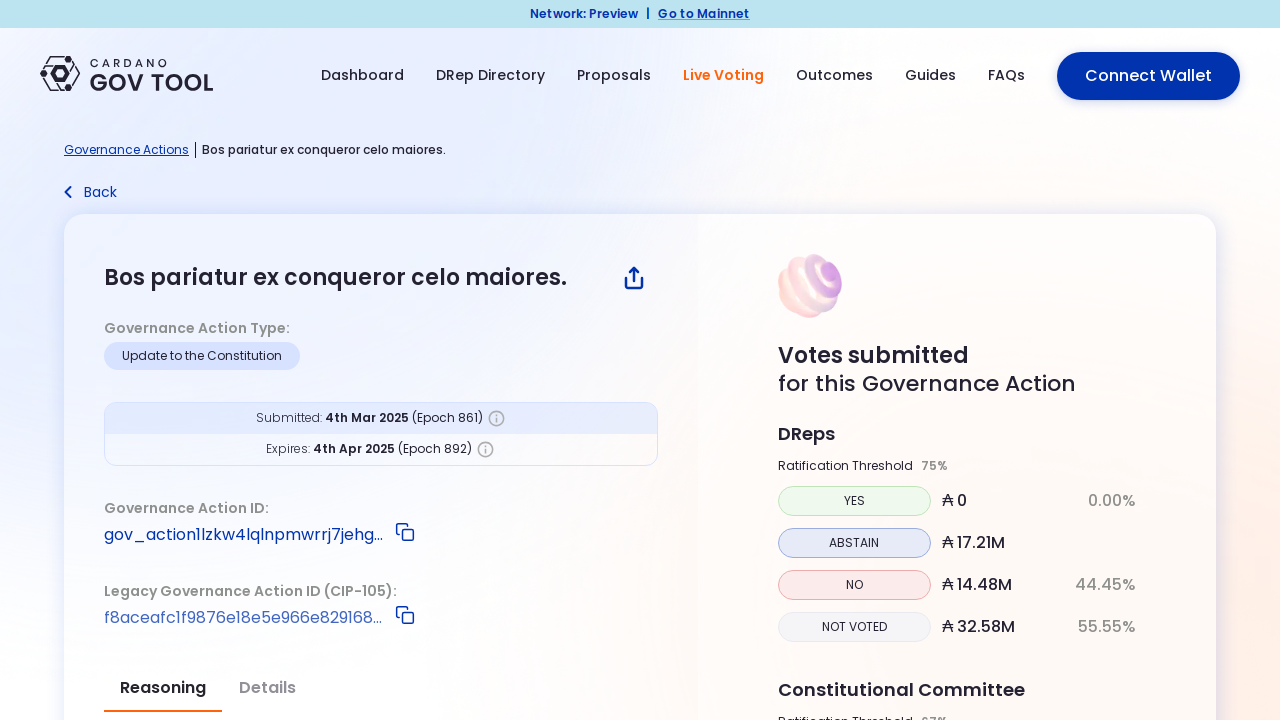 Network: Preview | Go to Mainnet
CARDANO
GOV TOOL
Dashboard
DRep Directory
Proposals
Live Voting
Outcomes
Guides
FAQs
Connect Wallet
Governance Actions | Bos pariatur ex conqueror celo maiores.
Back
Bos pariatur ex conqueror celo maiores.
Governance Action Type:
Update to the Constitution
Submitted: 4th Mar 2025 (Epoch 861)
Expires: 4th Apr 2025 (Epoch 892)
Governance Action ID:
gov_action1lzkw4lqlnpmwrrj7jehg...
Legacy Governance Action ID (CIP-105):
f8aceafc1f9876e18e5e966e829168...
Reasoning
Details
Votes submitted
for this Governance Action
DReps
Ratification Threshold 75%
YES ₳ 0 0.00%
ABSTAIN ₳ 17.21M
NO ₳ 14.48M 44.45%
NOT VOTED ₳ 32.58M 55.55%
Constitutional Committee
Ratification Threshold 67%